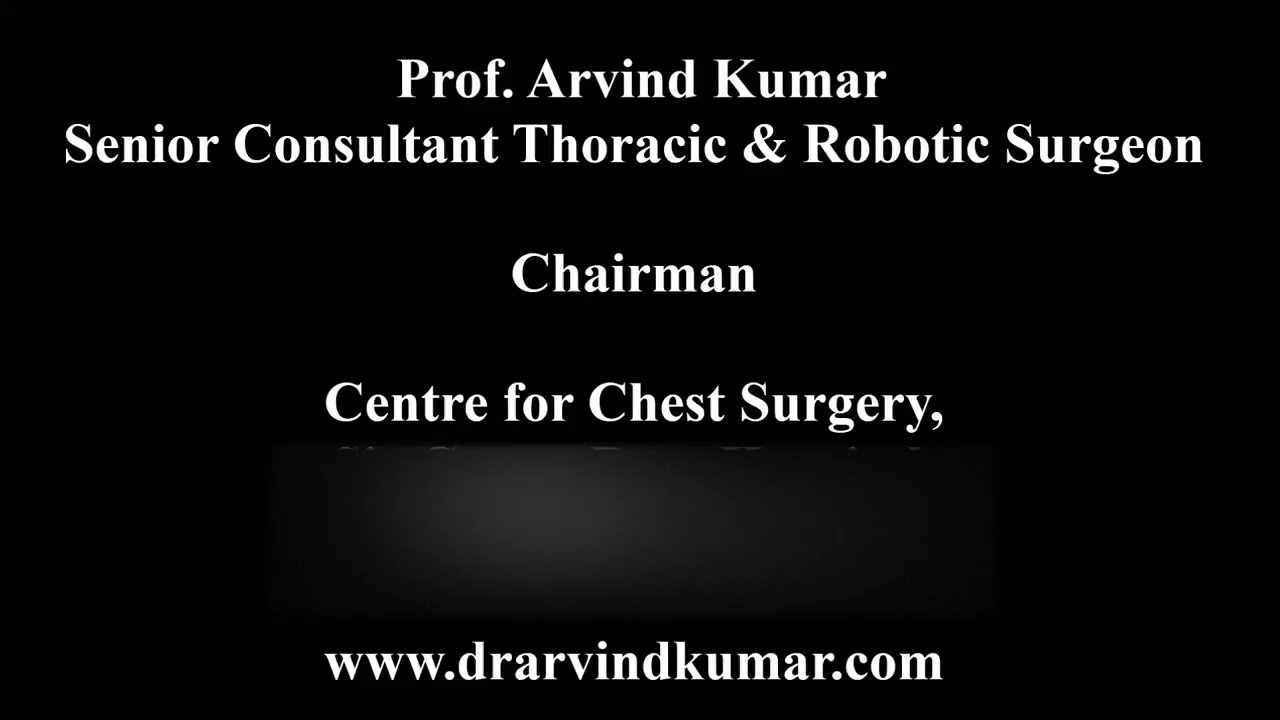 Prof. Arvind Kumar
Senior Consultant Thoracic & Robotic Surgeon
Chairman
Centre for Chest Surgery,
www.drarvindkumar.com